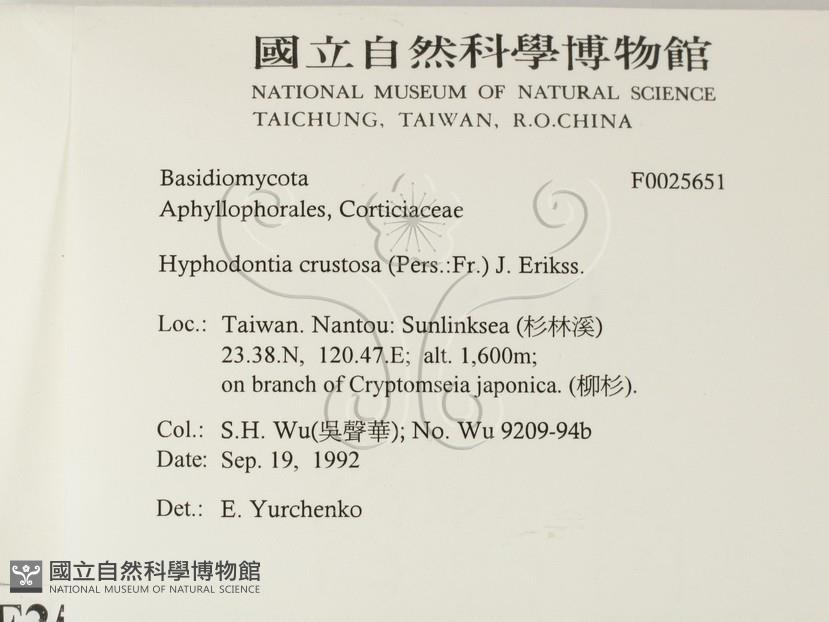 國立自然科學博物館
NATIONAL MUSEUM OF NATURAL SCIENCE
TAICHUNG, TAIWAN, R.O.CHINA
Basidiomycota F0025651
Aphyllophorales, Corticiaceae
Hyphodontia crustosa (Pers.:Fr.) J. Erikss.
Loc.: Taiwan. Nantou: Sunlinksea (杉林溪)
23.38.N, 120.47.E; alt. 1,600m;
on branch of Cryptomseia japonica. (柳杉).
Col.: S.H. Wu(吳聲華); No. Wu 9209-94b
Date: Sep. 19, 1992
Det.: E. Yurchenko
國立自然科學博物館
NATIONAL MUSEUM OF NATURAL SCIENCE